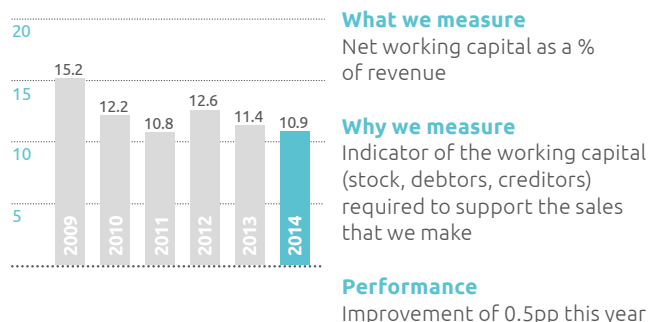 20
15
10
5
15.2
12.2
10.8
12.6
11.4
10.9
2009
2010
2011
2012
2013
2014
What we measure
Net working capital as a %
of revenue
Why we measure
Indicator of the working capital
(stock, debtors, creditors)
required to support the sales
that we make
Performance
Improvement of 0.5pp this year